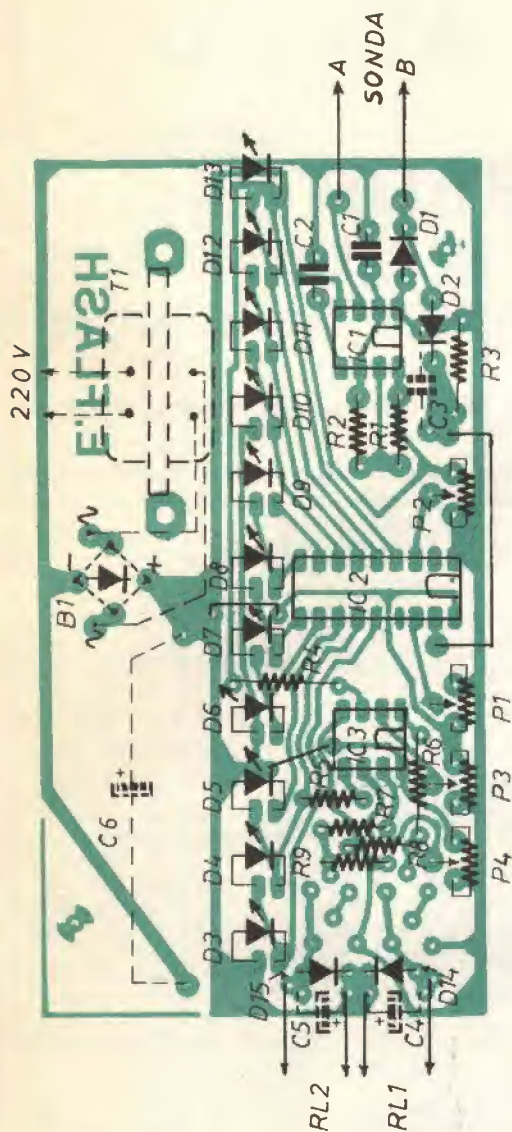 220V
E.FLASH
T1
B1
~
~
-
+
C6
+
D3
D4
D5
D6
D7
D8
D9
D10
D11
D12
D13
A
SONDA
B
C2
C1
D1
IC1
D2
R2
R1
C3
R3
P2
IC2
R4
IC3
R5
R6
R7
R8
R9
P1
P3
P4
D15
C5
+
C4
+
D14
RL2
RL1